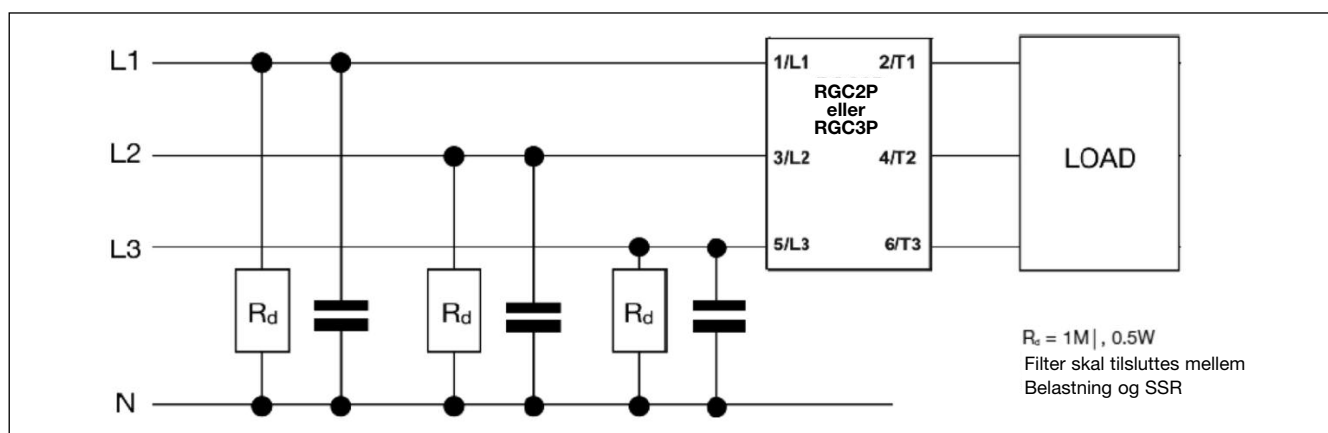 L1
1/L1 2/T1
RGC2P
eller
RGC3P
L2
3/L2 4/T2
LOAD
L3
5/L3 6/T3
Rd Rd Rd
Rd = 1M|, 0.5W
Filter skal tilsluttes mellem
Belastning og SSR
N